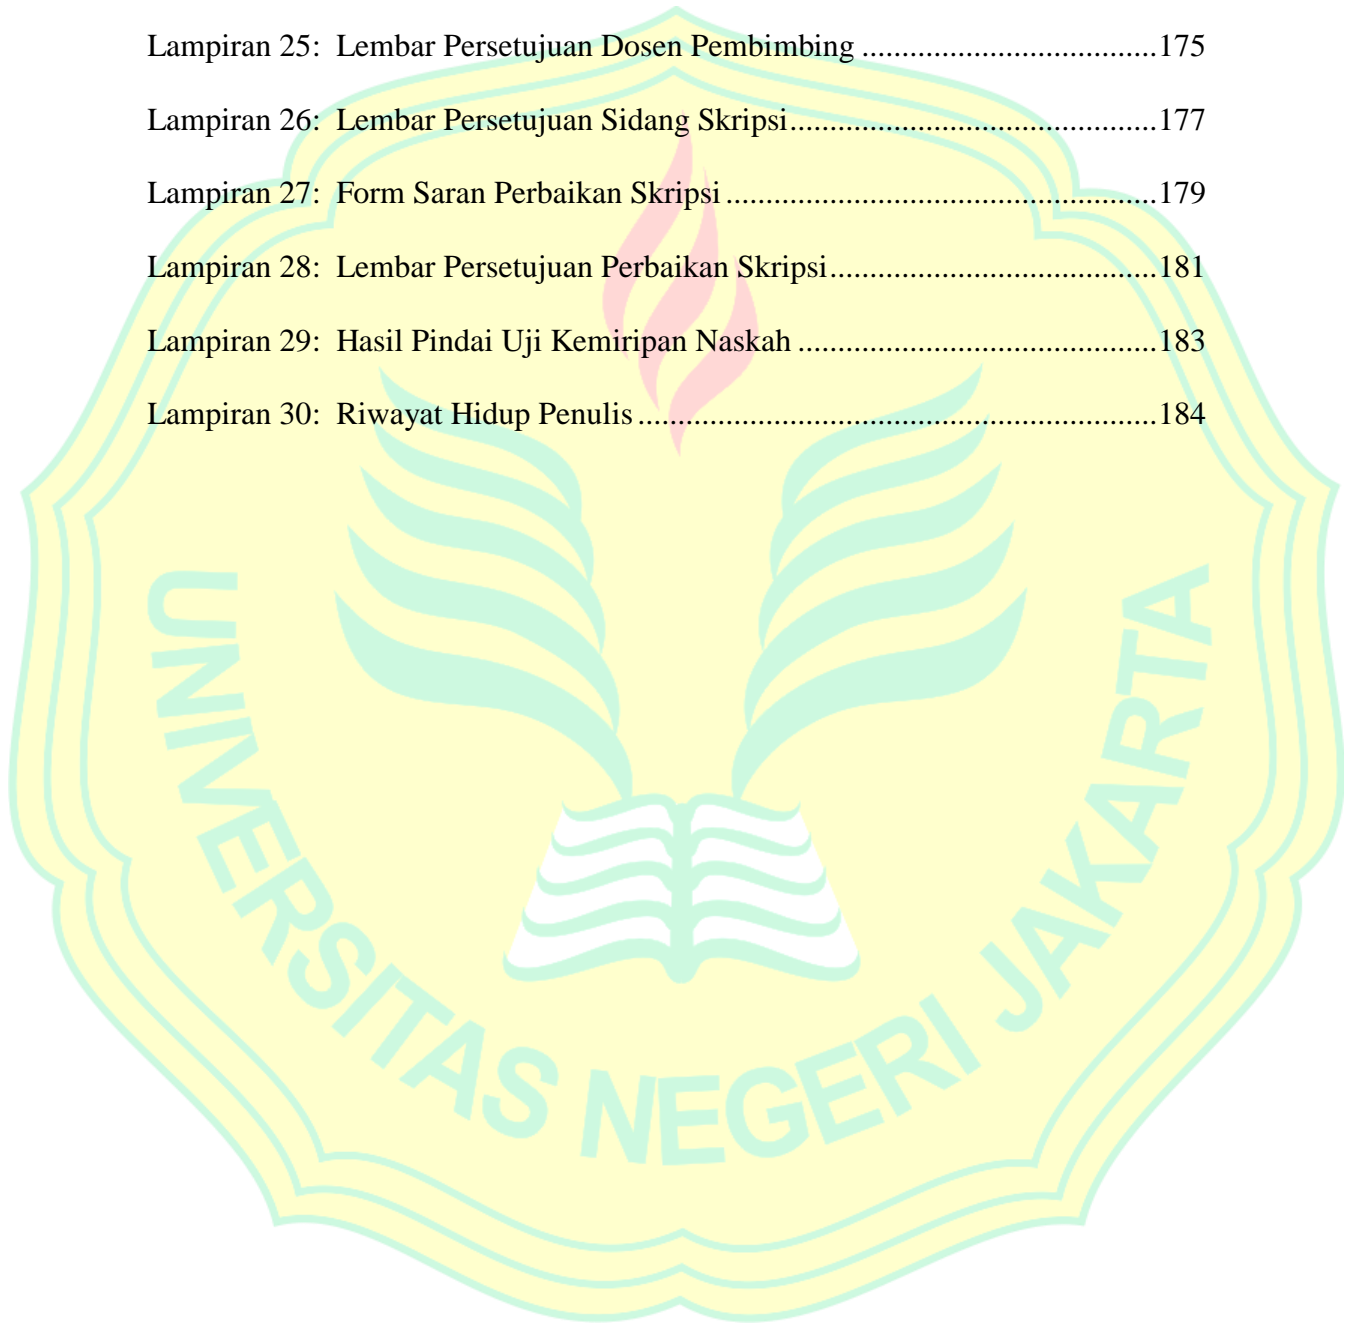 Lampiran 25: Lembar Persetujuan Dosen Pembimbing .....................................175
Lampiran 26: Lembar Persetujuan Sidang Skripsi..............................................177
Lampiran 27: Form Saran Perbaikan Skripsi ......................................................179
Lampiran 28: Lembar Persetujuan Perbaikan Skripsi.........................................181
Lampiran 29: Hasil Pindai Uji Kemiripan Naskah .............................................183
Lampiran 30: Riwayat Hidup Penulis .................................................................184
UNIVERSITAS NEGERI JAKARTA